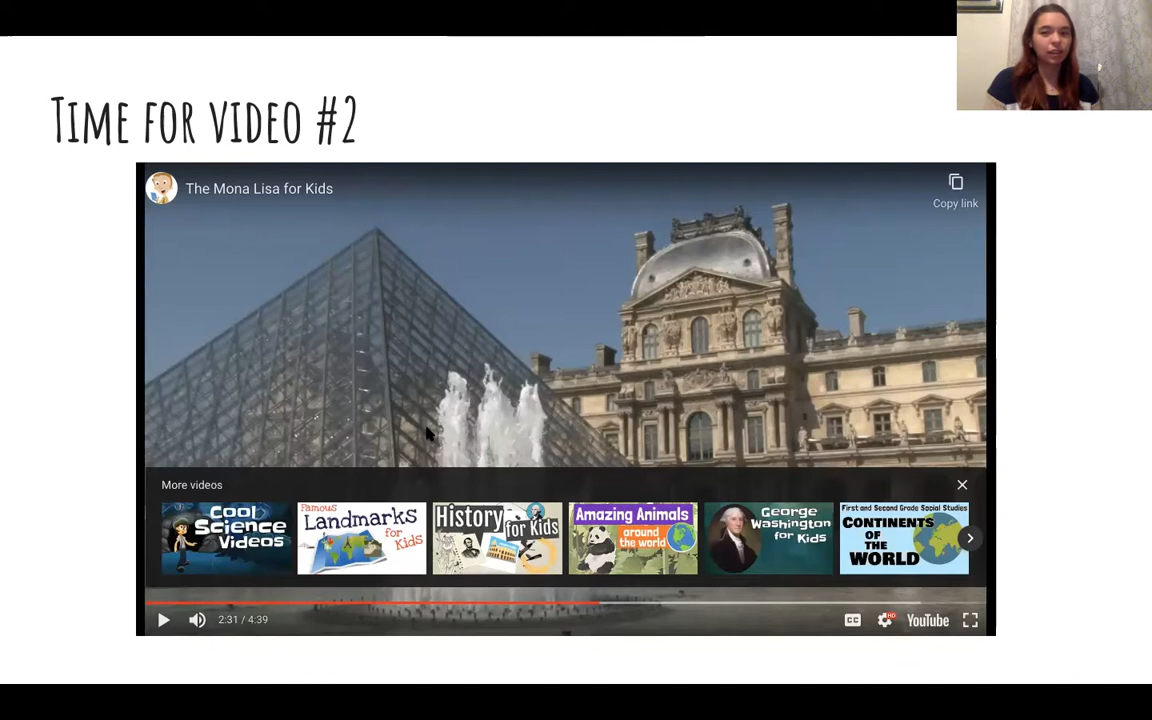 TIME FOR VIDEO #2
The Mona Lisa for Kids
Copy link
More videos
Cool
Science
Videos
Famous
Landmarks
for
Kids
History
for Kids
Amazing Animals
around
the world
George
Washington
for Kids
First and Second Grade Social Studies
CONTINENTS
OF THE
WORLD
2:31 / 4:39
CC
HD
YouTube